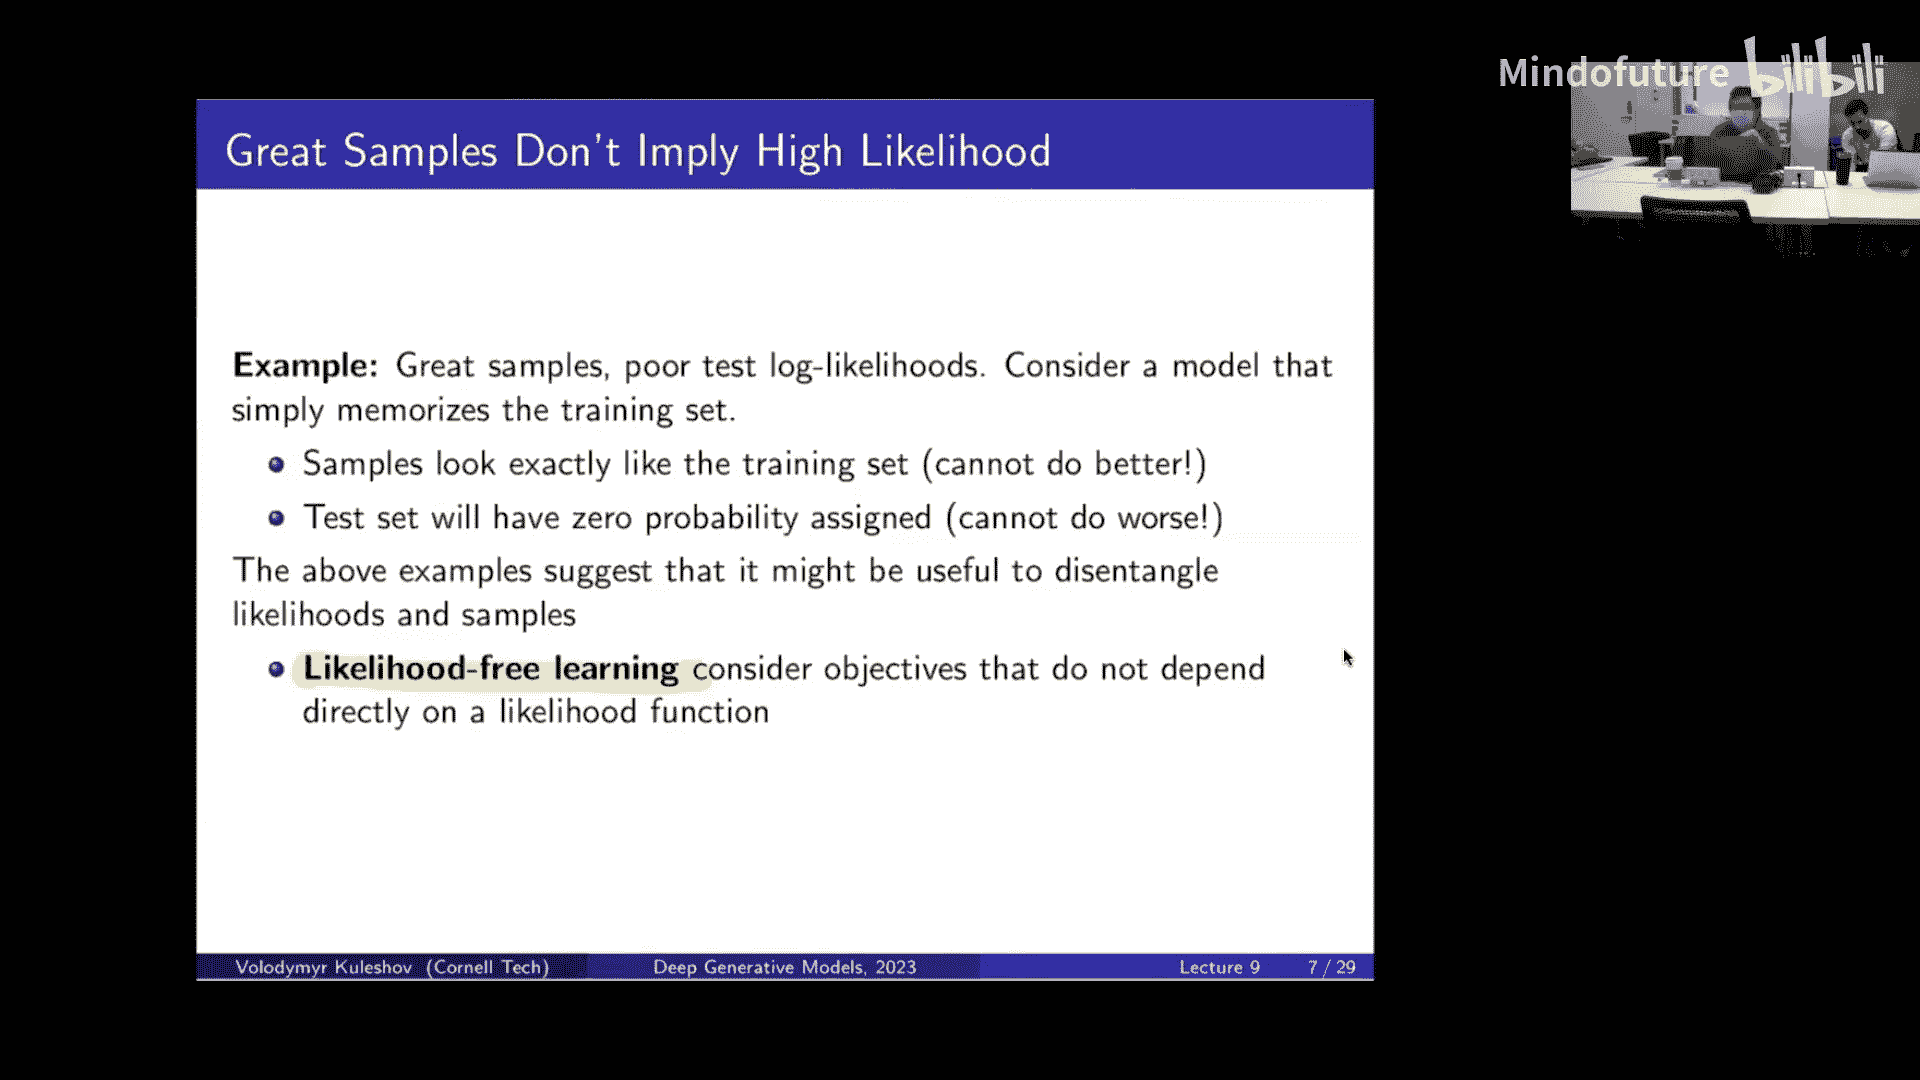 Mindofuture bilibili
Great Samples Don't Imply High Likelihood
Example: Great samples, poor test log-likelihoods. Consider a model that
simply memorizes the training set.
Samples look exactly like the training set (cannot do better!)
Test set will have zero probability assigned (cannot do worse!)
The above examples suggest that it might be useful to disentangle
likelihoods and samples
Likelihood-free learning consider objectives that do not depend
directly on a likelihood function
Volodymyr Kuleshov (Cornell Tech) Deep Generative Models, 2023 Lecture 9 7 / 29